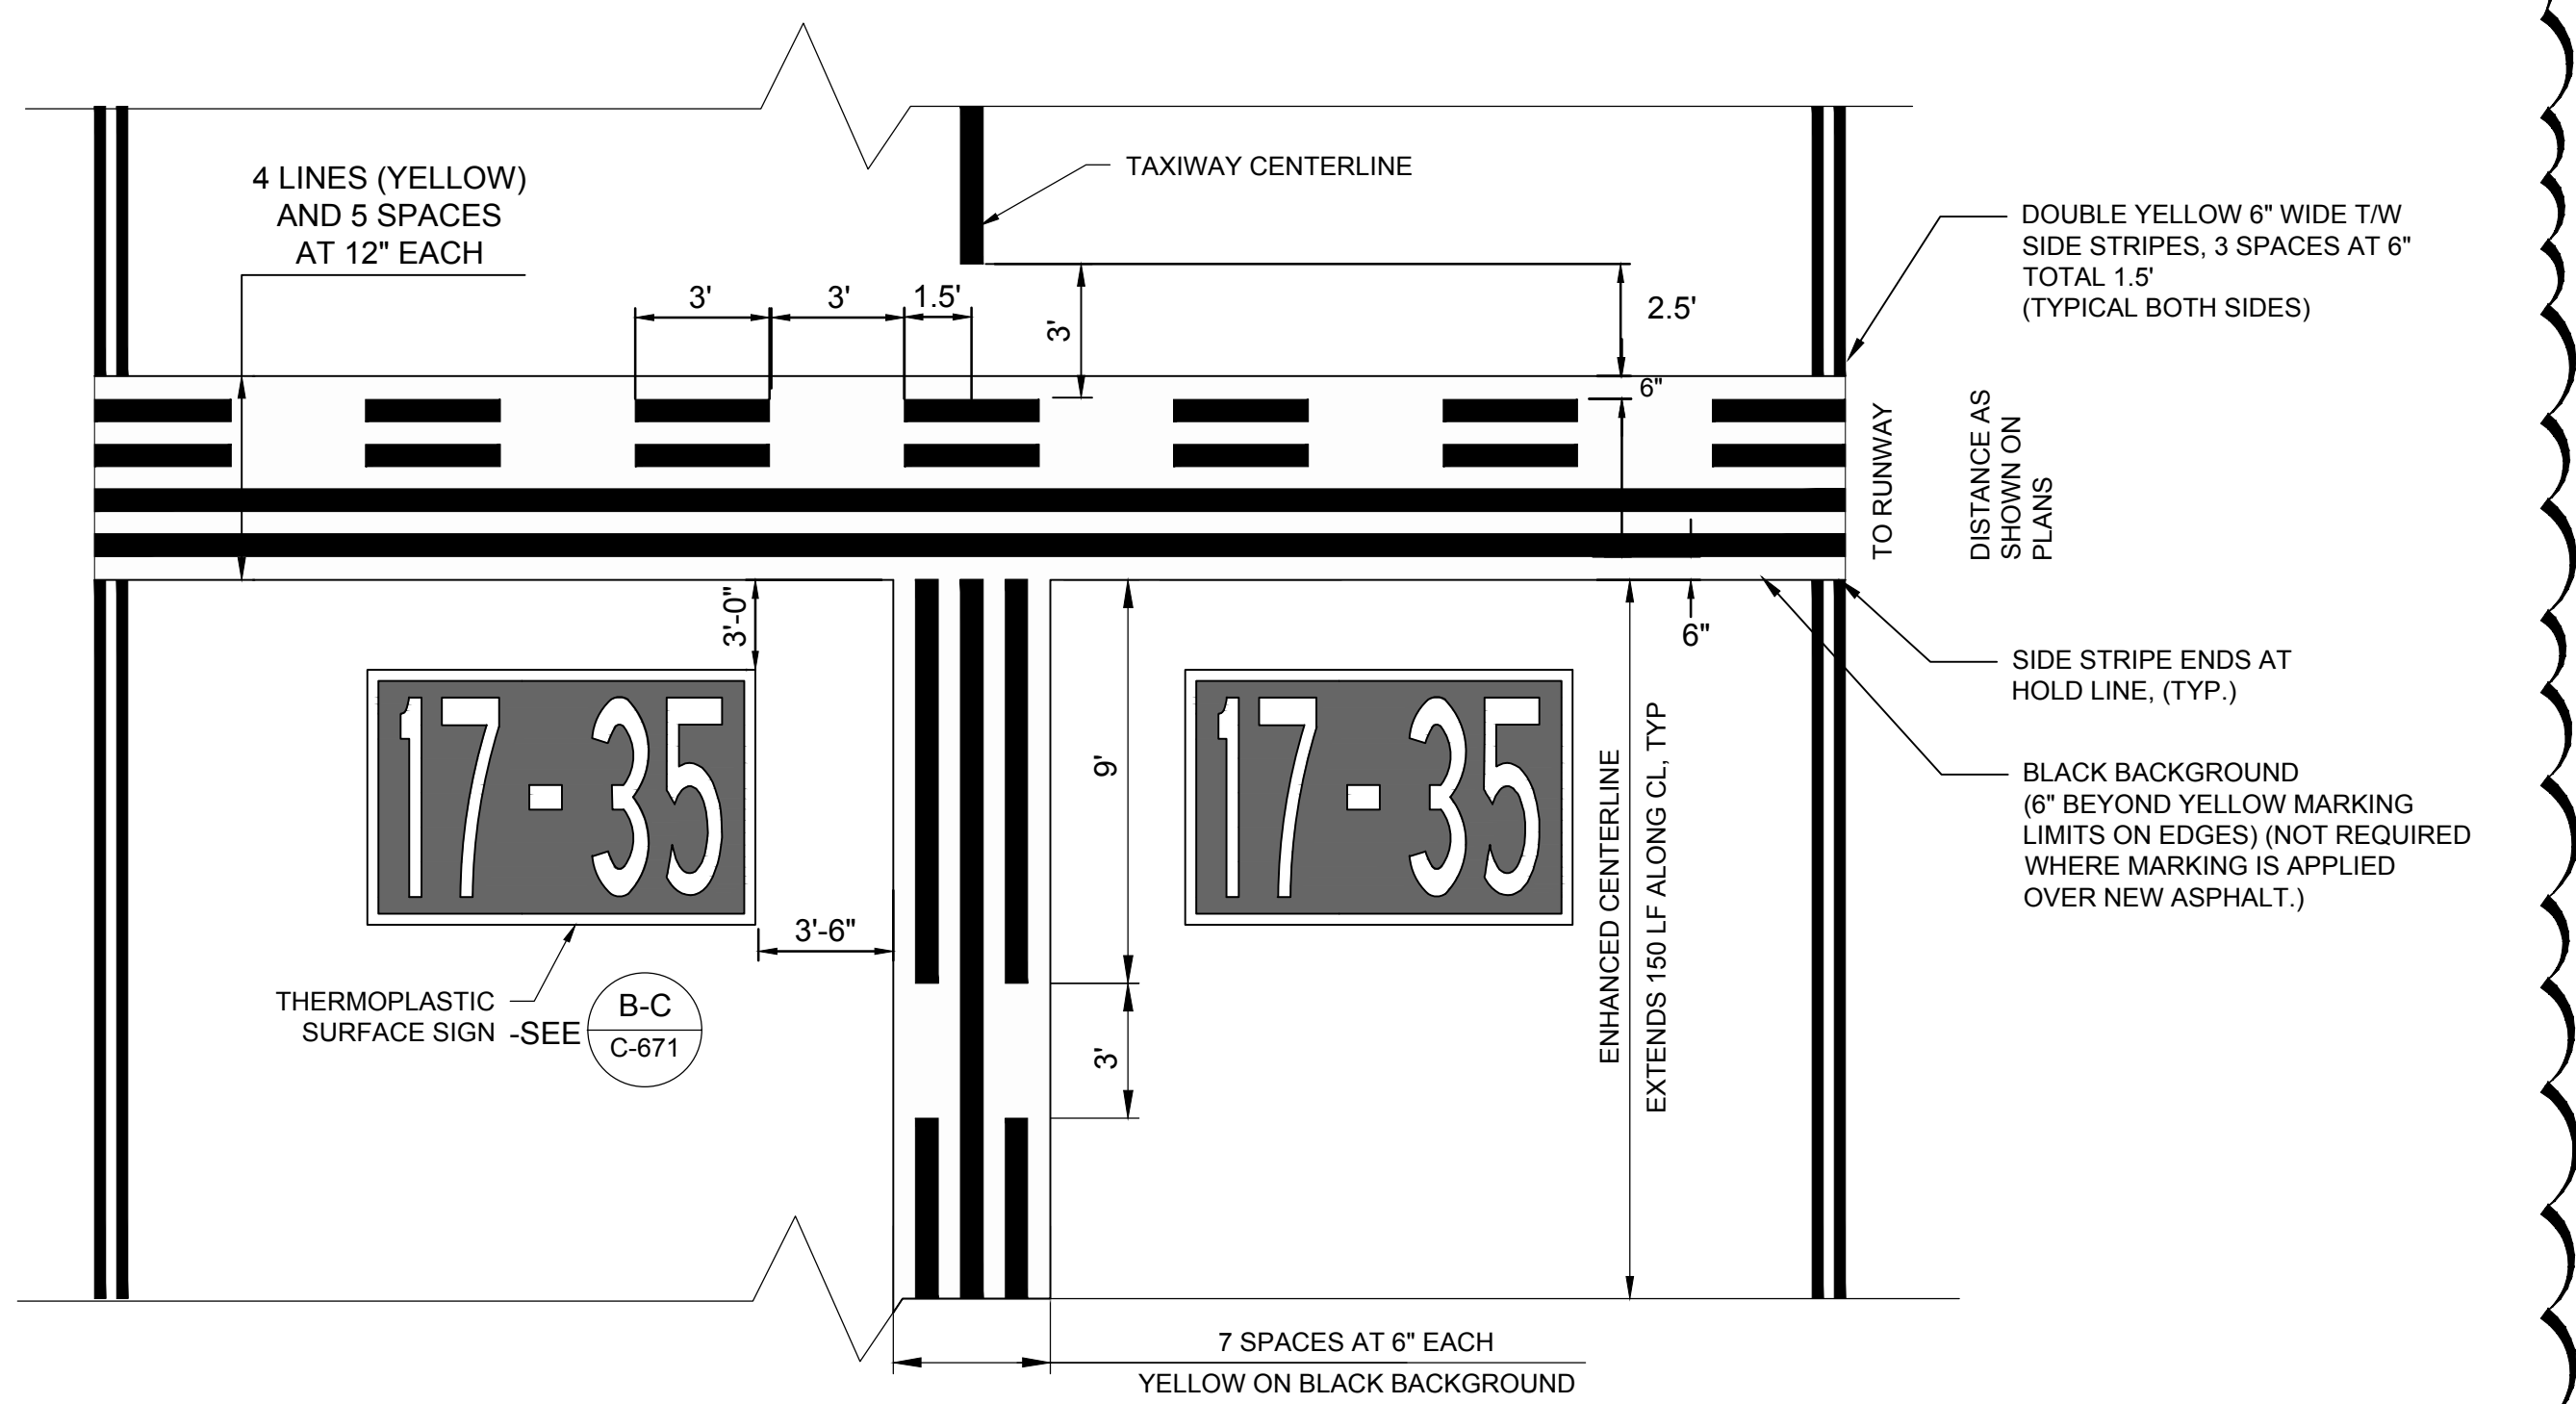 4 LINES (YELLOW)
AND 5 SPACES
AT 12" EACH
TAXIWAY CENTERLINE
DOUBLE YELLOW 6" WIDE T/W
SIDE STRIPES, 3 SPACES AT 6"
TOTAL 1.5'
(TYPICAL BOTH SIDES)
3'
3'
1.5'
3'
2.5'
6"
TO RUNWAY
DISTANCE AS
SHOWN ON
PLANS
3'-0"
6"
SIDE STRIPE ENDS AT
HOLD LINE, (TYP.)
17-35
17-35
9'
ENHANCED CENTERLINE
EXTENDS 150 LF ALONG CL, TYP
BLACK BACKGROUND
(6" BEYOND YELLOW MARKING
LIMITS ON EDGES) (NOT REQUIRED
WHERE MARKING IS APPLIED
OVER NEW ASPHALT.)
3'-6"
THERMOPLASTIC
SURFACE SIGN -SEE
B-C
C-671
3'
7 SPACES AT 6" EACH
YELLOW ON BLACK BACKGROUND